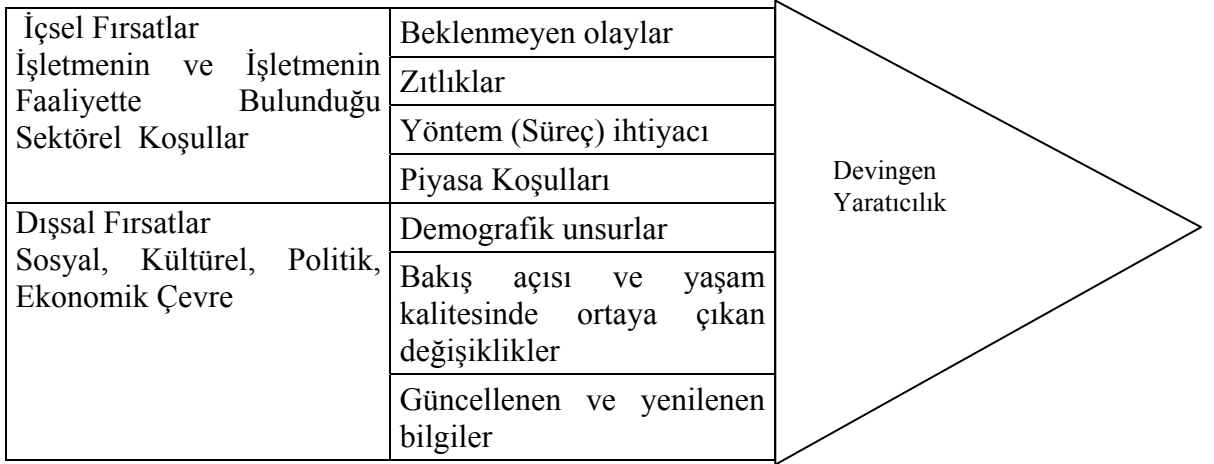 İçsel Fırsatlar
İşletmenin ve İşletmenin
Faaliyette Bulunduğu
Sektörel Koşullar
Beklenmeyen olaylar
Zıtlıklar
Yöntem (Süreç) ihtiyacı
Piyasa Koşulları
Dışsal Fırsatlar
Sosyal, Kültürel, Politik,
Ekonomik Çevre
Demografik unsurlar
Bakış açısı ve yaşam
kalitesinde ortaya çıkan
değişiklikler
Güncellenen ve yenilenen
bilgiler
Devingen
Yaratıcılık